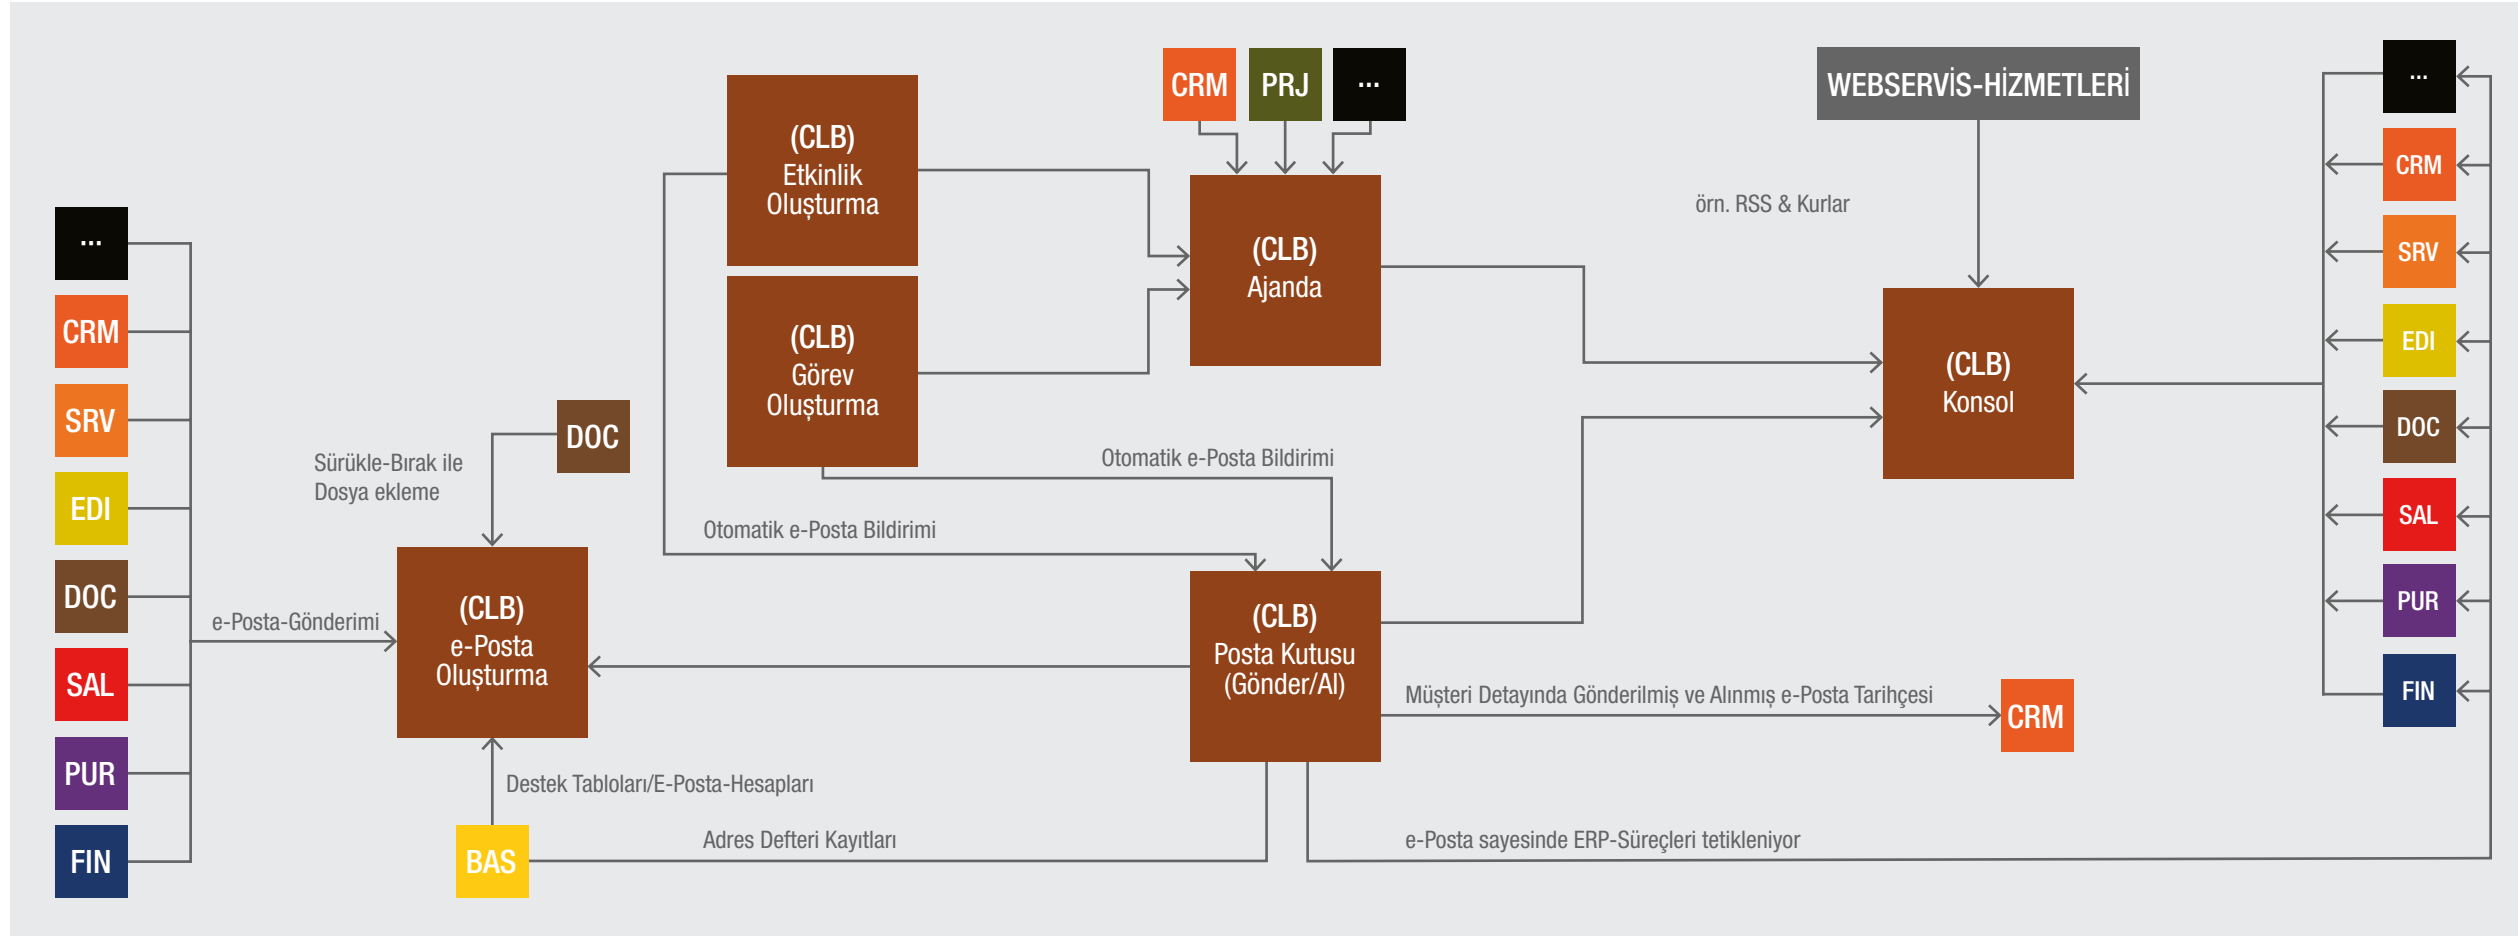 ...
CRM
SRV
EDI
DOC
SAL
PUR
FIN
e-Posta-Gönderimi
Sürükle-Bırak ile
Dosya ekleme
DOC
(CLB)
e-Posta
Oluşturma
Destek Tabloları/E-Posta-Hesapları
BAS
Adres Defteri Kayıtları
(CLB)
Etkinlik
Oluşturma
(CLB)
Görev
Oluşturma
Otomatik e-Posta Bildirimi
Otomatik e-Posta Bildirimi
CRM
PRJ
...
(CLB)
Ajanda
(CLB)
Posta Kutusu
(Gönder/Al)
WEBSERVİS-HİZMETLERİ
örn. RSS & Kurlar
(CLB)
Konsol
Müşteri Detayında Gönderilmiş ve Alınmış e-Posta Tarihçesi
CRM
e-Posta sayesinde ERP-Süreçleri tetikleniyor
...
CRM
SRV
EDI
DOC
SAL
PUR
FIN